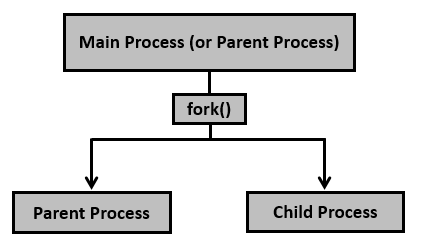 Main Process (or Parent Process)
fork()
Parent Process
Child Process